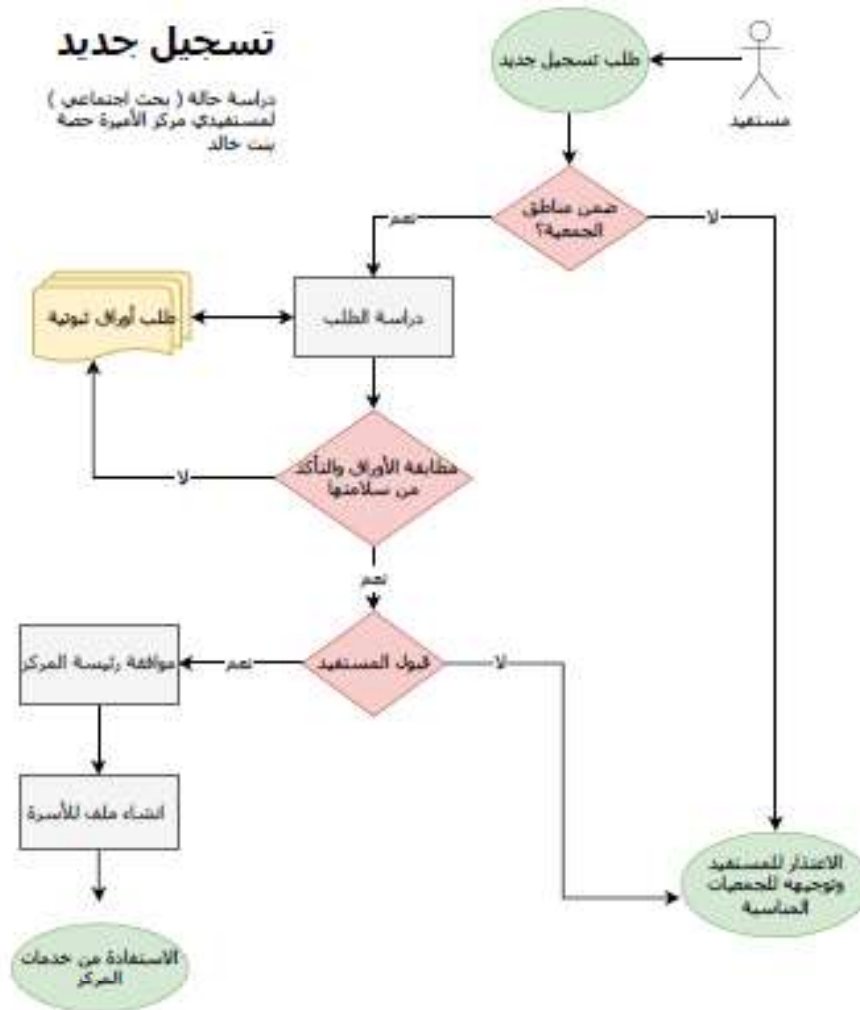 تسجيل جديد
دراسة حالة ( بحث اجتماعي )
لمستفيدي مركز الأميرة حصة
بنت خالد
طلب تسجيل جديد
مستفيد
ضمن مناطق
الجمعية؟
نعم
لا
دراسة الطلب
طلب أوراق ثبوتية
مطابقة الأوراق والتأكد
من سلامتها
لا
نعم
قبول المستفيد
نعم
لا
موافقة رئيسة المركز
انشاء ملف للأسرة
الاستفادة من خدمات
المركز
الاعتذار للمستفيد
وتوجيهه للجمعيات
المناسبة